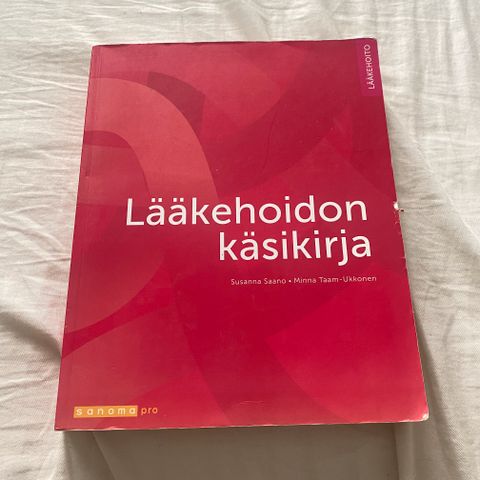 LÄÄKEHOITO
Lääkehoidon
käsikirja
Susanna Saano • Minna Taam-Ukkonen
sanoma pro